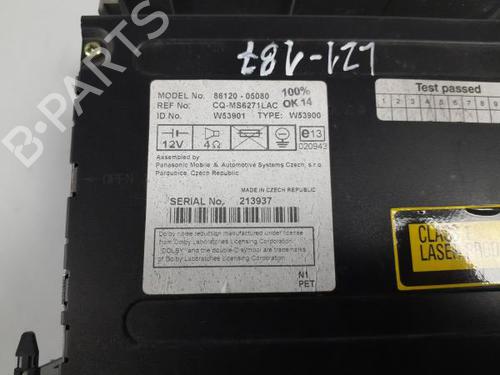 LZ1-187
MODEL No. 86120 - 05080 100%
REF No: CQ-MS6271LAC OK 14
ID No. W53901 TYPE: W53900
12V 4Ω e13
020943
Assembled by
Panasonic Mobile & Automotive Systems Czech, s.r.o.
Pardubice, Czech Republic
MADE IN CZECH REPUBLIC
SERIAL No. 213937
Dolby noise reduction manufactured under license
from Dolby Laboratories Licensing Corporation.
"DOLBY" and the double-D symbol are trademarks
of Dolby Laboratories Licensing Corporation.
N1
PET
Test passed
1 2 3 4 5 6 7 8
OPEN
CLASS 1
LASER
B-PARTS